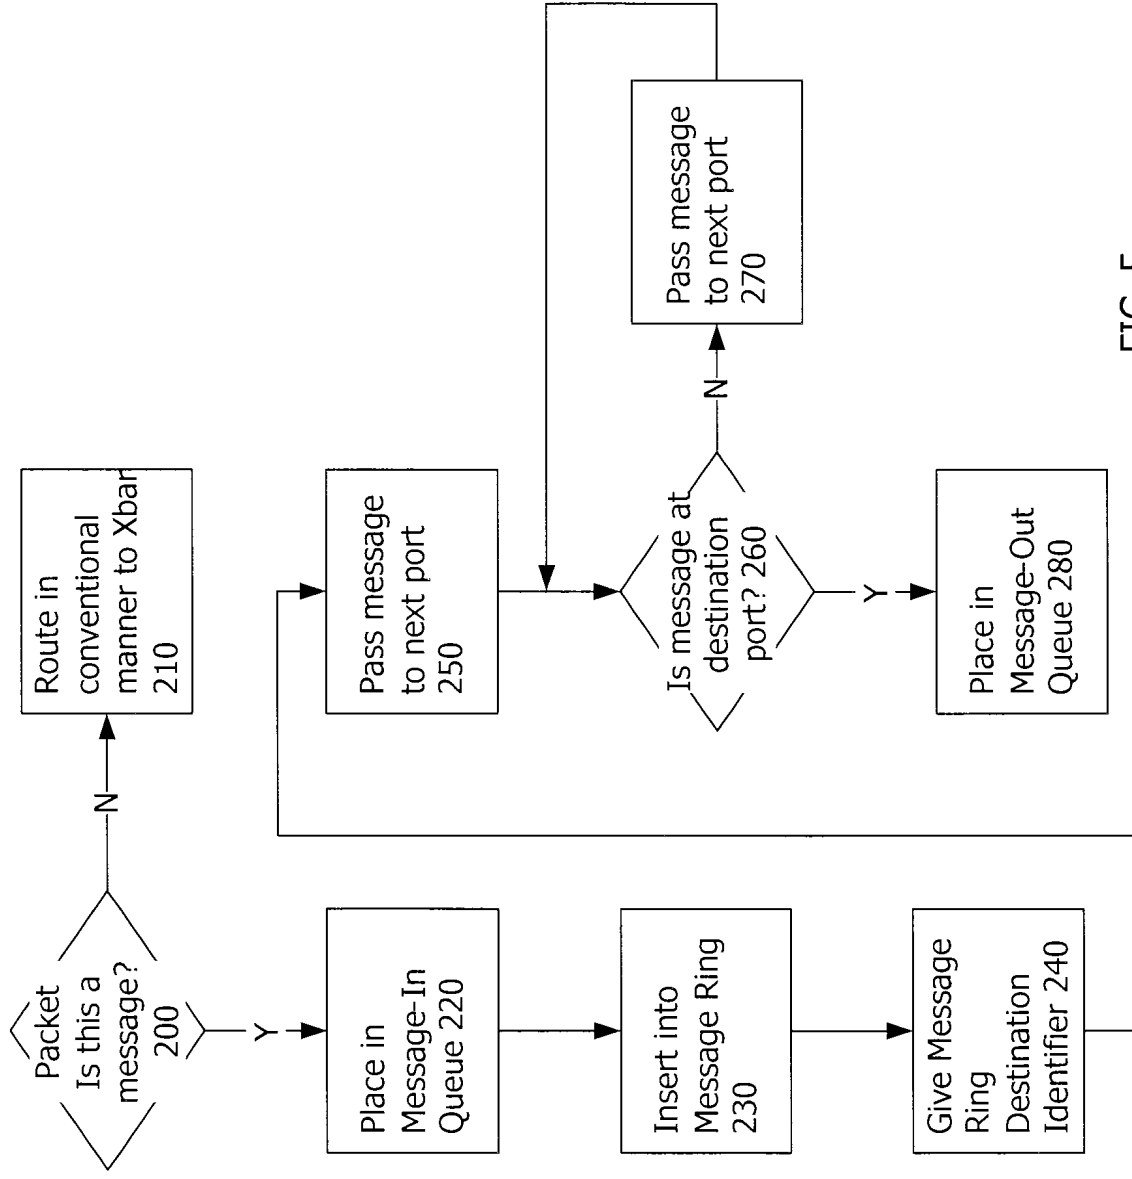 Packet
Is this a
message?
200
N
Route in
conventional
manner to Xbar
210
Y
Place in
Message-In
Queue 220
Insert into
Message Ring
230
Give Message
Ring
Destination
Identifier 240
Pass message
to next port
250
Is message at
destination
port? 260
N
Pass message
to next port
270
Y
Place in
Message-Out
Queue 280